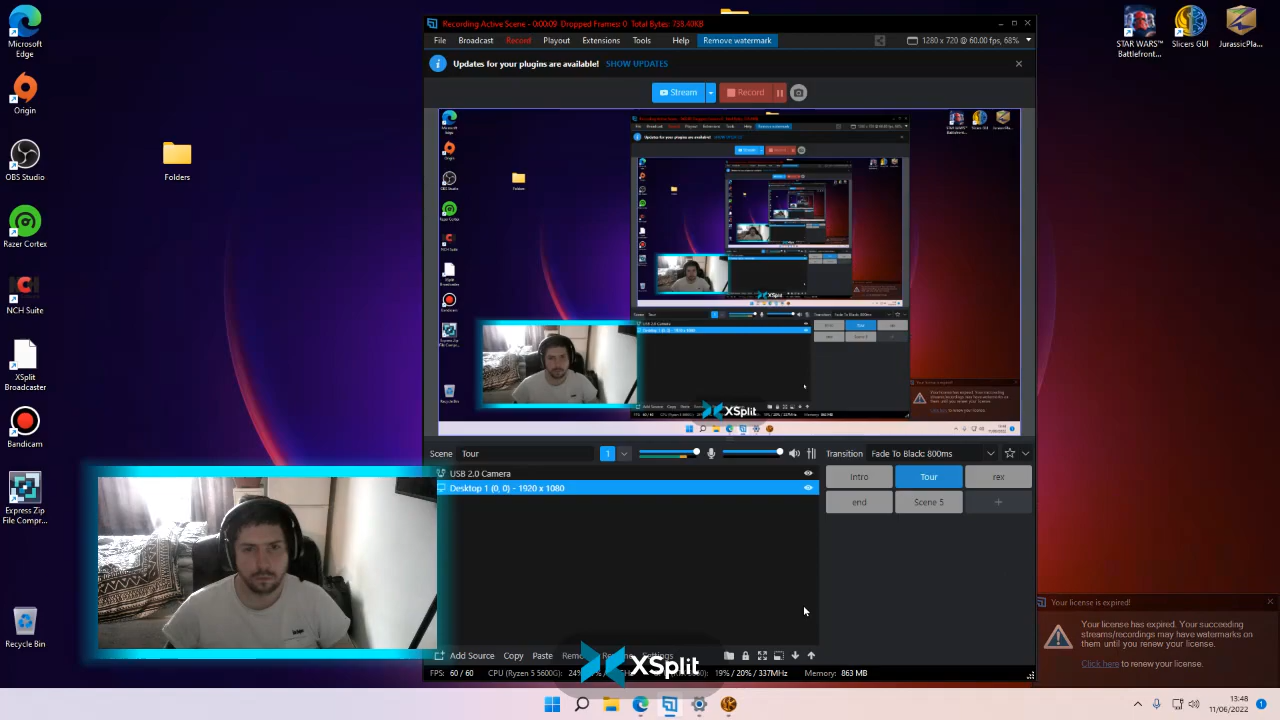 Microsoft
Edge
Origin
OBS Studio
Razer Cortex
NCH Suite
XSplit
Broadcaster
Bandicam
Express Zip
File Compr...
Recycle Bin
Folders
STAR WARS™
Battlefront...
Slicers GUI
JurassicPla...
Recording Active Scene - 0:00:09 Dropped Frames: 0 Total Bytes: 738.40KB
File Broadcast Record Playout Extensions Tools Help Remove watermark
1280 x 720 @ 60.00 fps, 68%
Updates for your plugins are available! SHOW UPDATES
Stream Record
Folders
XSplit
Scene Tour 1 Transition Fade To Black: 800ms
USB 2.0 Camera
Desktop 1 (0, 0) - 1920 x 1080
Intro Tour rex
end Scene 5
Add Source Copy Paste
XSplit
FPS: 60 / 60 CPU (Ryzen 5 5600G): 19% / 20% / 337MHz Memory: 863 MB
Your license is expired!
Your license has expired. Your succeeding
streams/recordings may have watermarks on
them until you renew your license.
Click here to renew your license.
13:48
11/06/2022